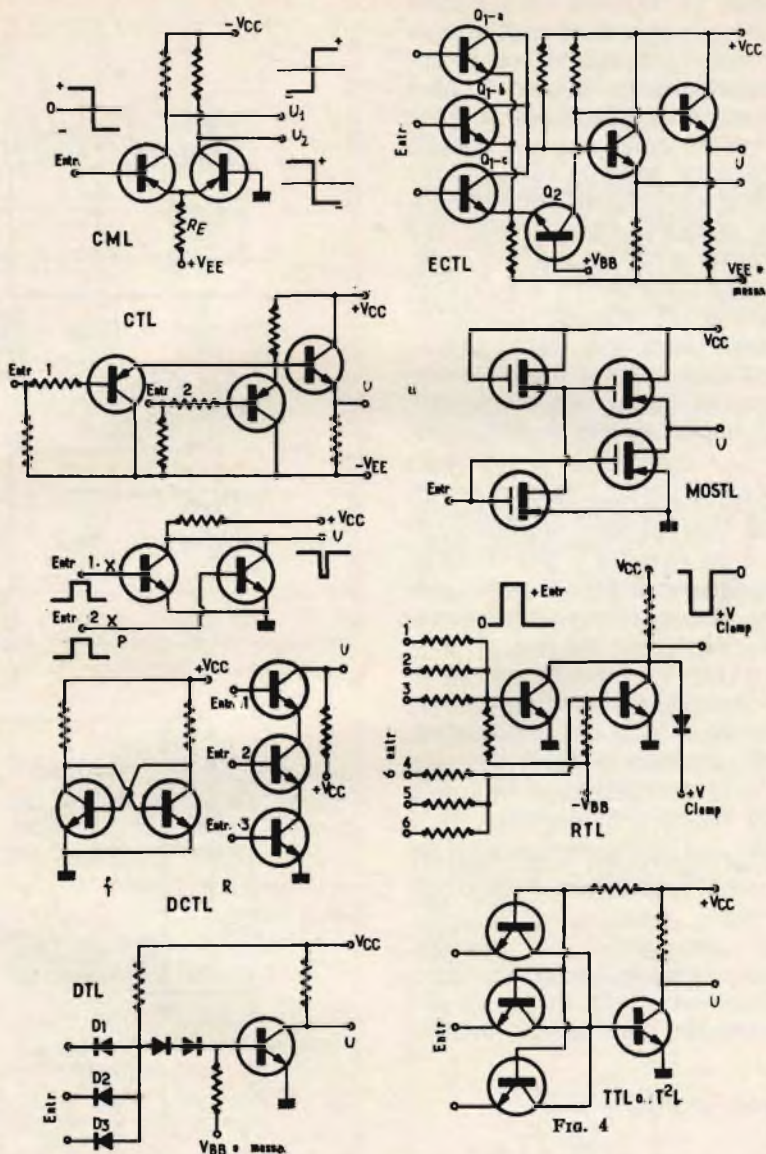 -VCC
+
0
-
+
-
U1
U2
+
-
Entr.
RE
CML
+VEE
Q1-a
Q1-b
Q1-c
Entr
Q2
+VCC
U
ECTL
+VBB
VEE o
massa
CTL
+VCC
Entr 1
Entr 2
U
u
-VEE
VCC
U
Entr
MOSTL
+VCC
U
Entr 1. X
Entr 2 X
P
+VCC
U
Entr. 1
Entr. 2
Entr. 3
+VCC
R
DCTL
VCC
+ Entr
0
0
+V
Clamp
1
2
3
6 entr
4
5
6
-VBB
+V
Clamp
RTL
DTL
VCC
D1
D2
D3
Entr
U
VBB o massa
+VCC
U
Entr
TTL o T²L
FIG. 4